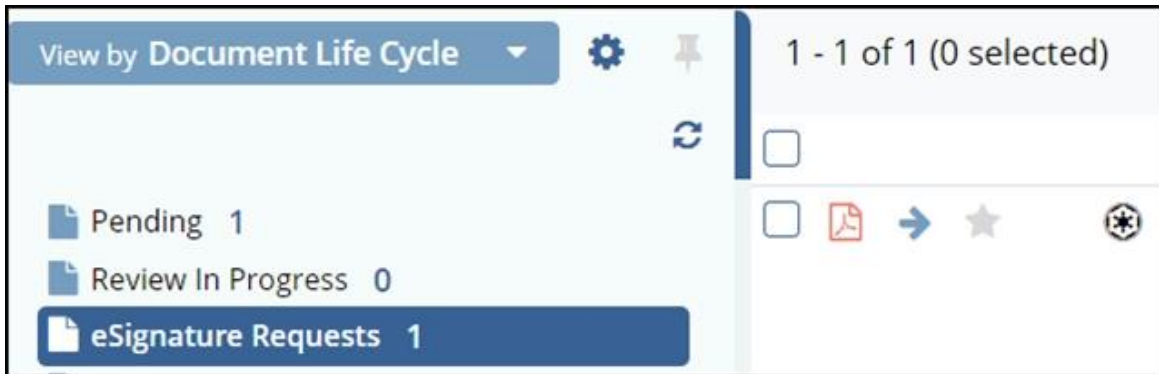 View by Document Life Cycle
1 - 1 of 1 (0 selected)
Pending 1
Review In Progress 0
eSignature Requests 1